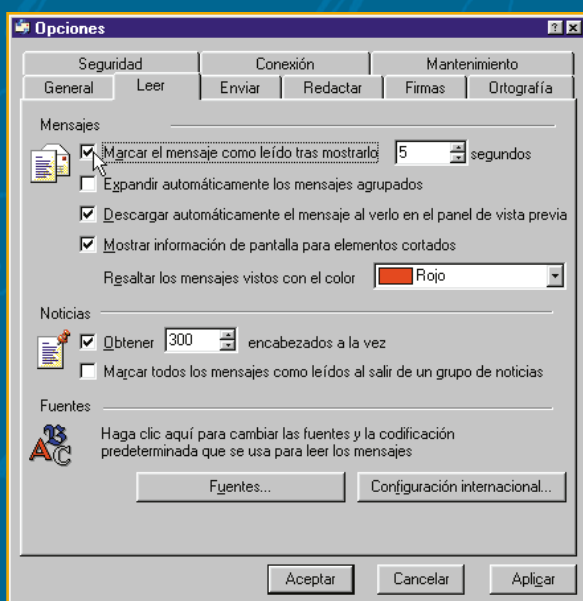 Opciones
Seguridad Conexión Mantenimiento
General Leer Enviar Redactar Firmas Ortografía
Mensajes
Marcar el mensaje como leído tras mostrarlo 5 segundos
Expandir automáticamente los mensajes agrupados
Descargar automáticamente el mensaje al verlo en el panel de vista previa
Mostrar información de pantalla para elementos cortados
Resaltar los mensajes vistos con el color Rojo
Noticias
Obtener 300 encabezados a la vez
Marcar todos los mensajes como leídos al salir de un grupo de noticias
Fuentes
Haga clic aquí para cambiar las fuentes y la codificación
predeterminada que se usa para leer los mensajes
Fuentes... Configuración internacional...
Aceptar Cancelar Aplicar